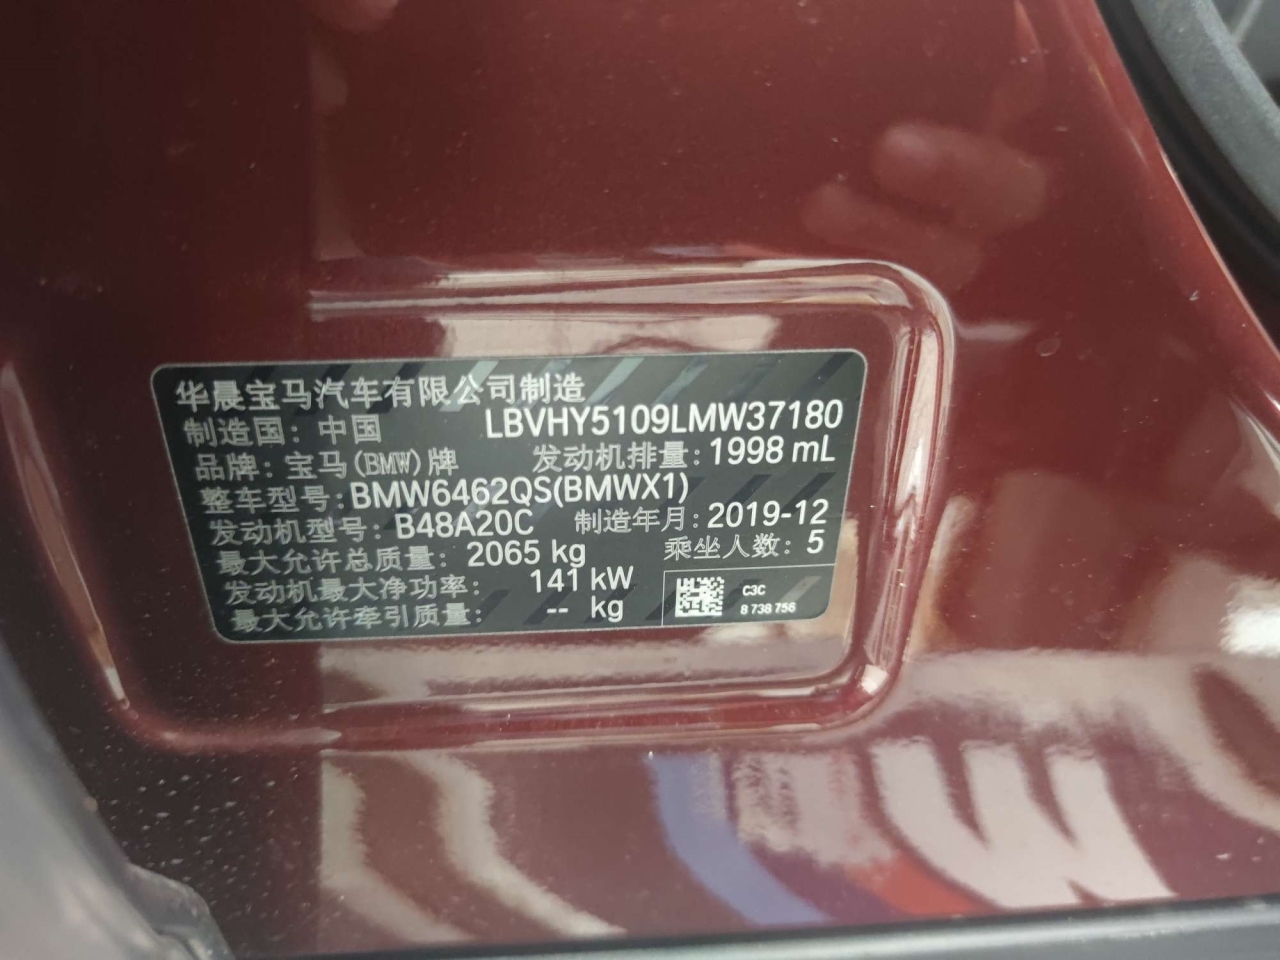 华晨宝马汽车有限公司制造
制造国：中国 LBVHY5109LMW37180
品牌：宝马(BMW)牌 发动机排量：1998 mL
整车型号：BMW6462QS(BMWX1)
发动机型号：B48A20C 制造年月：2019-12
最大允许总质量：2065 kg 乘坐人数：5
发动机最大净功率：141 kW
最大允许牵引质量：-- kg
C3C
8 738 756